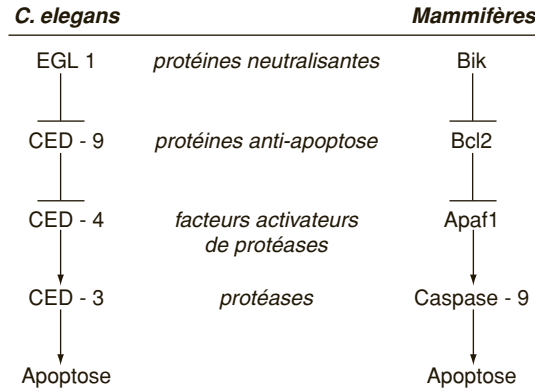 C. elegans Mammifères
EGL 1 protéines neutralisantes Bik
CED - 9 protéines anti-apoptose Bcl2
CED - 4 facteurs activateurs Apaf1
de protéases
CED - 3 protéases Caspase - 9
Apoptose Apoptose